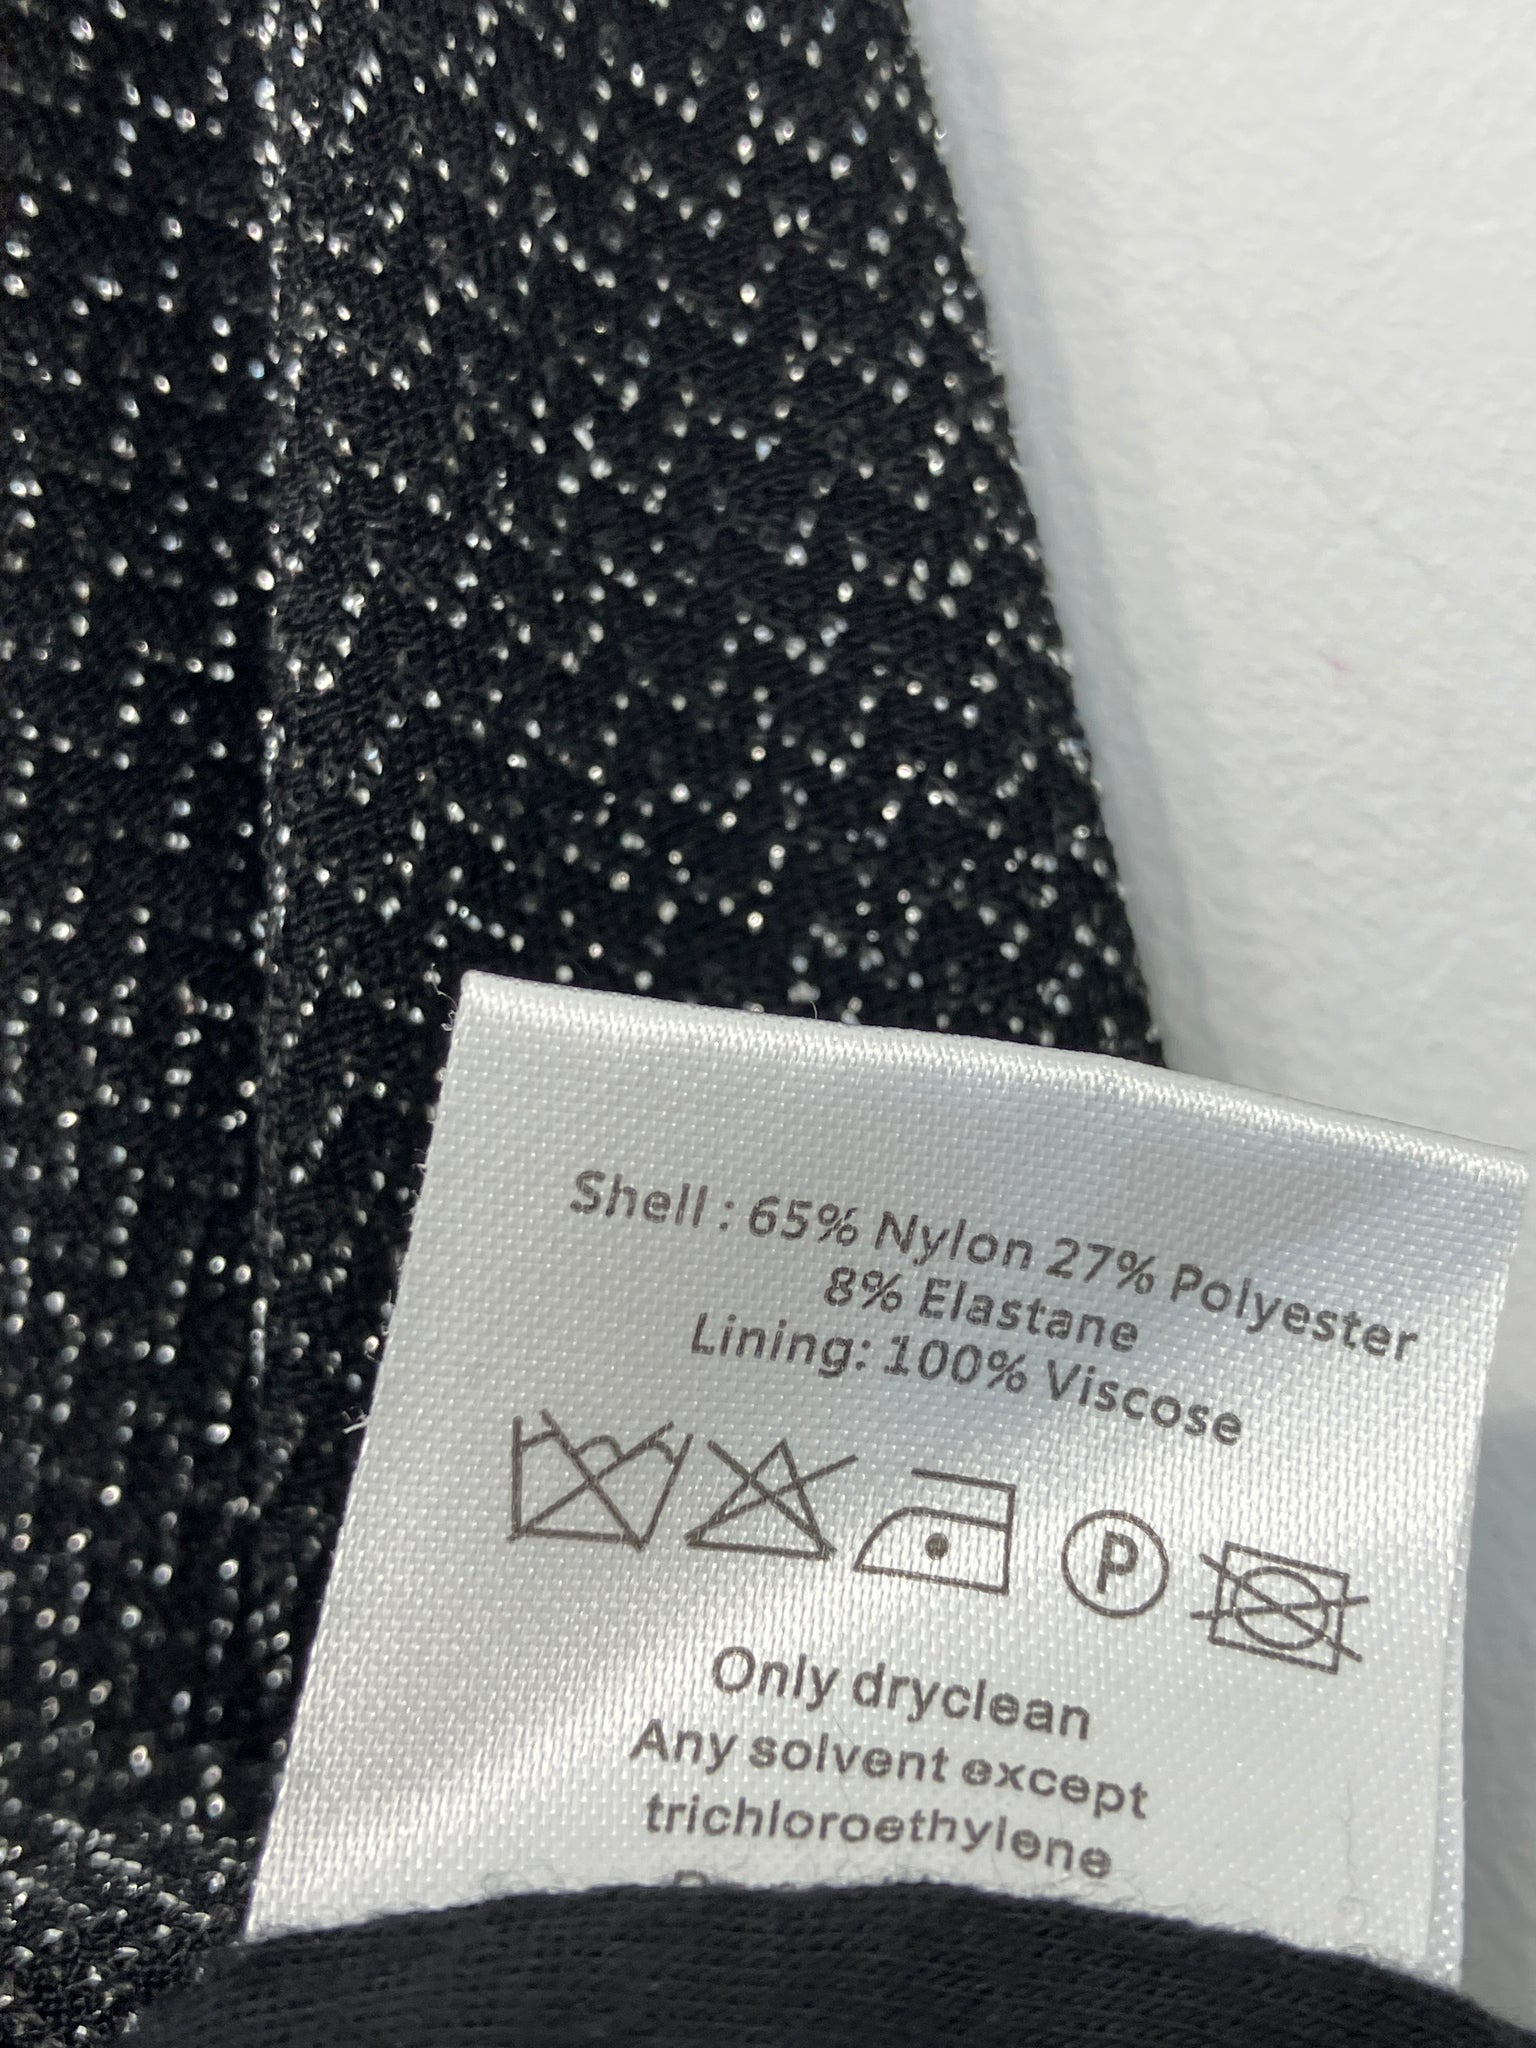 Shell : 65% Nylon 27% Polyester
8% Elastane
Lining: 100% Viscose
P
Only dryclean
Any solvent except
trichloroethylene